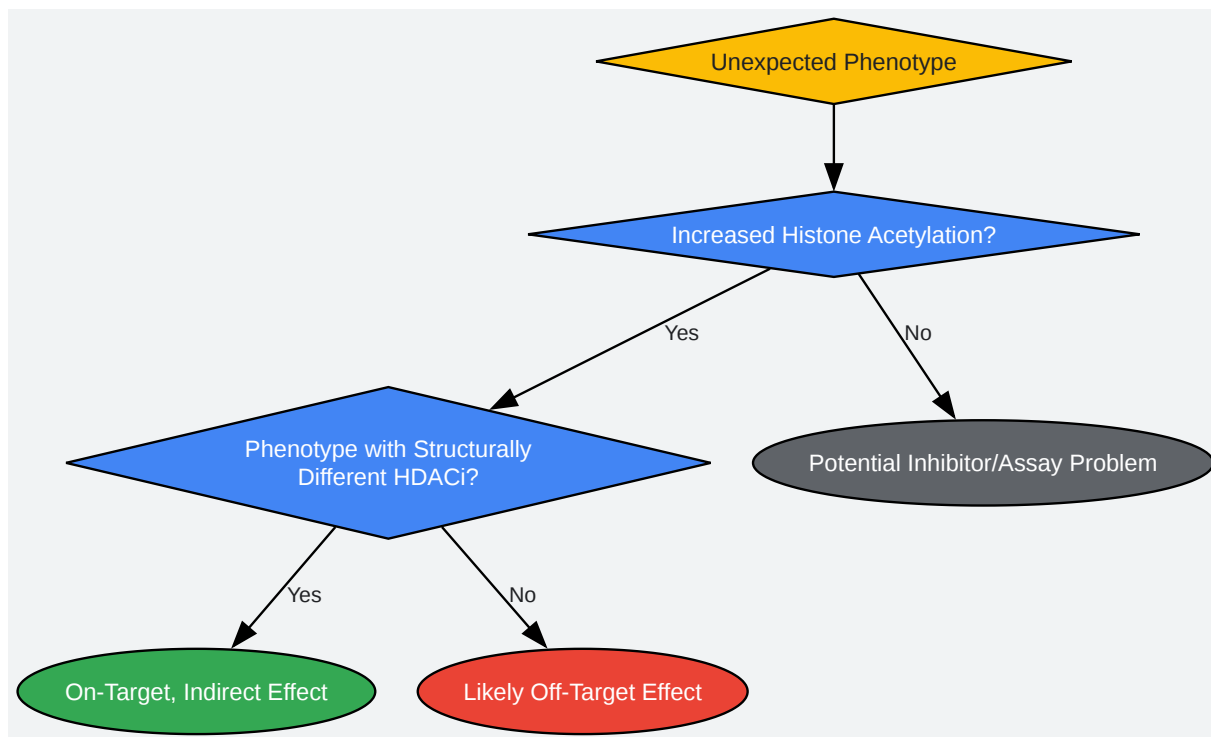 Unexpected Phenotype
Increased Histone Acetylation?
Yes
No
Phenotype with Structurally
Different HDACi?
Potential Inhibitor/Assay Problem
Yes
No
On-Target, Indirect Effect
Likely Off-Target Effect